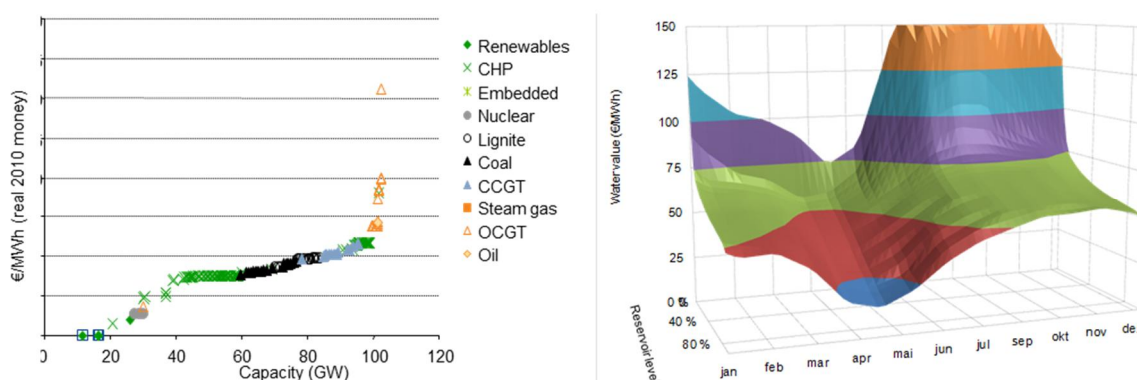 €/MWh (real 2010 money)
0
20
40
60
80
100
120
Capacity (GW)
Renewables
CHP
Embedded
Nuclear
Lignite
Coal
CCGT
Steam gas
OCGT
Oil
Water value (€/MWh)
150
125
100
75
50
25
0
40 %
80 %
Reservoir level
jan
feb
mar
apr
mai
jun
jul
sep
okt
nov